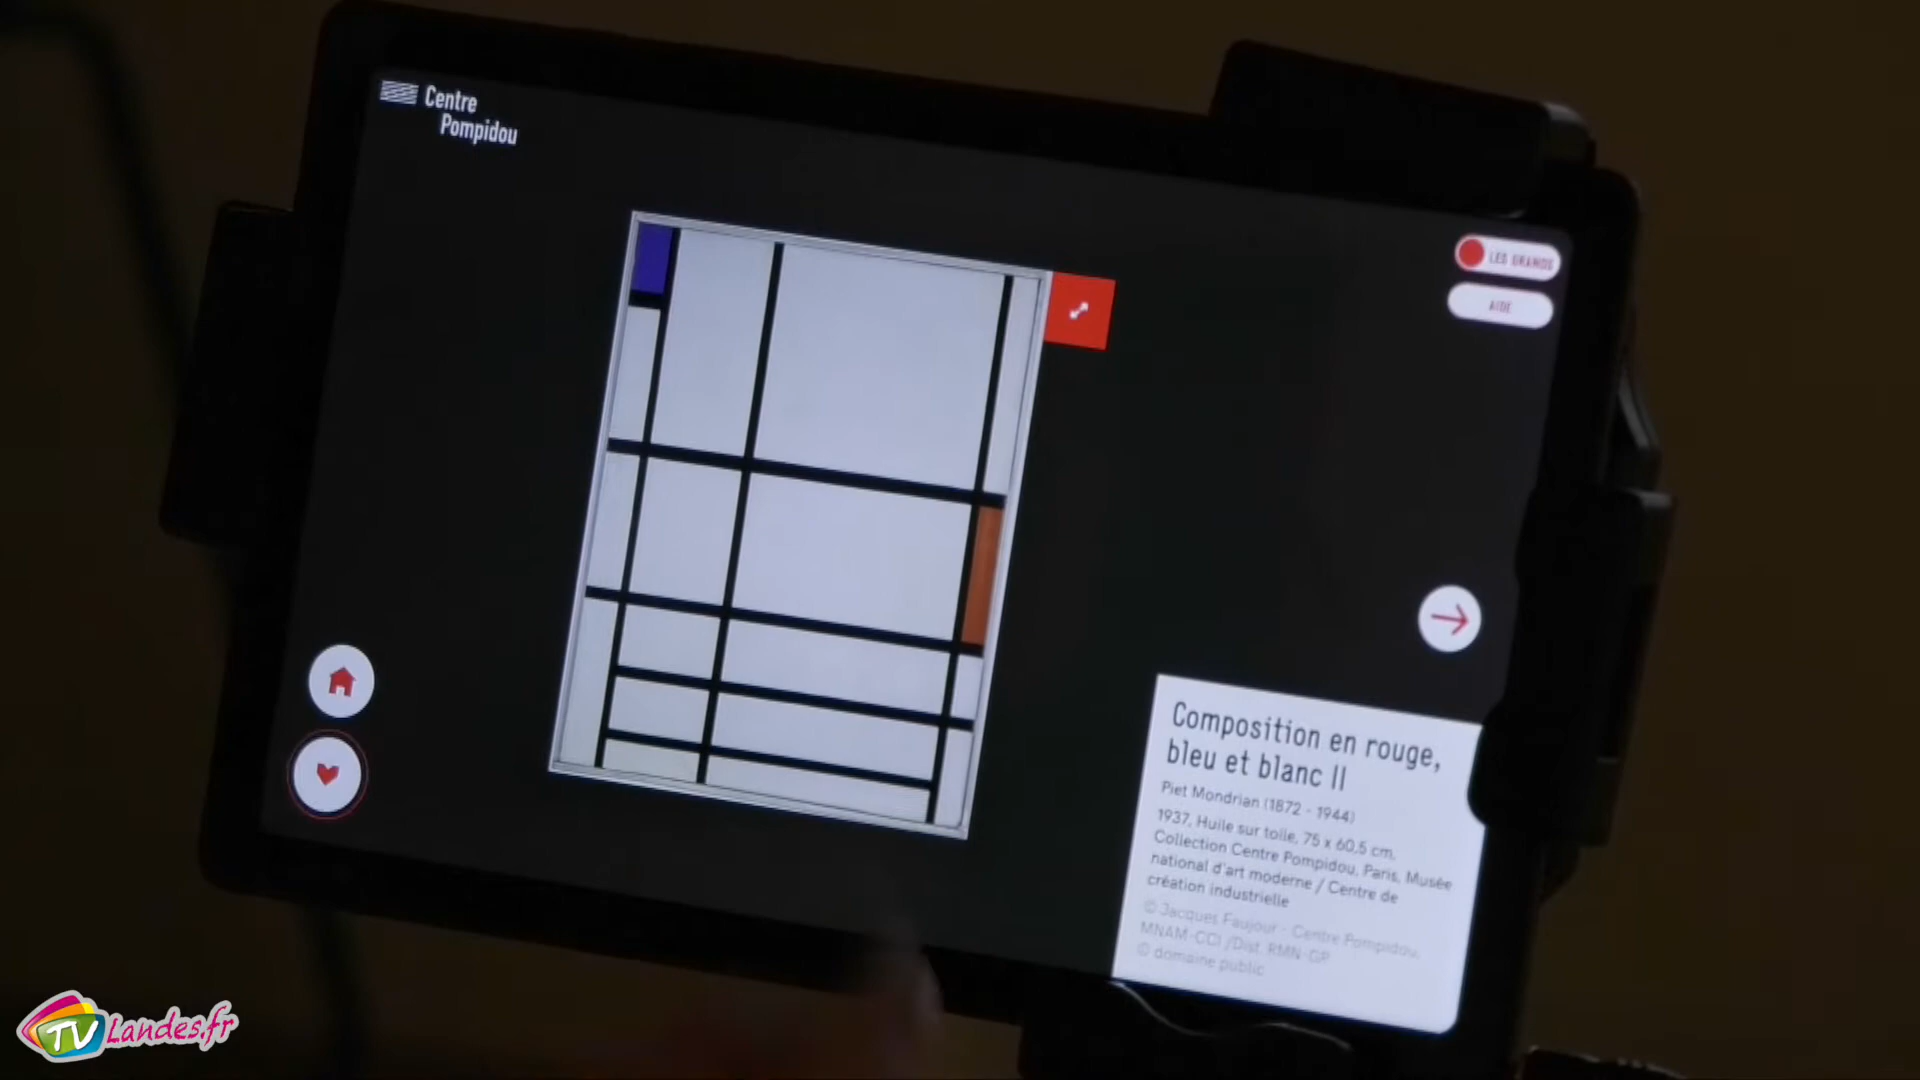 Centre
Pompidou
LES GRANDS
AIDE
Composition en rouge,
bleu et blanc II
Piet Mondrian (1872 - 1944)
1937, Huile sur toile, 75 x 60,5 cm,
Collection Centre Pompidou, Paris, Musée
national d'art moderne / Centre de
création industrielle
© Jacques Faujour - Centre Pompidou,
MNAM-CCI /Dist. RMN-GP
© domaine public
TV Landes.fr